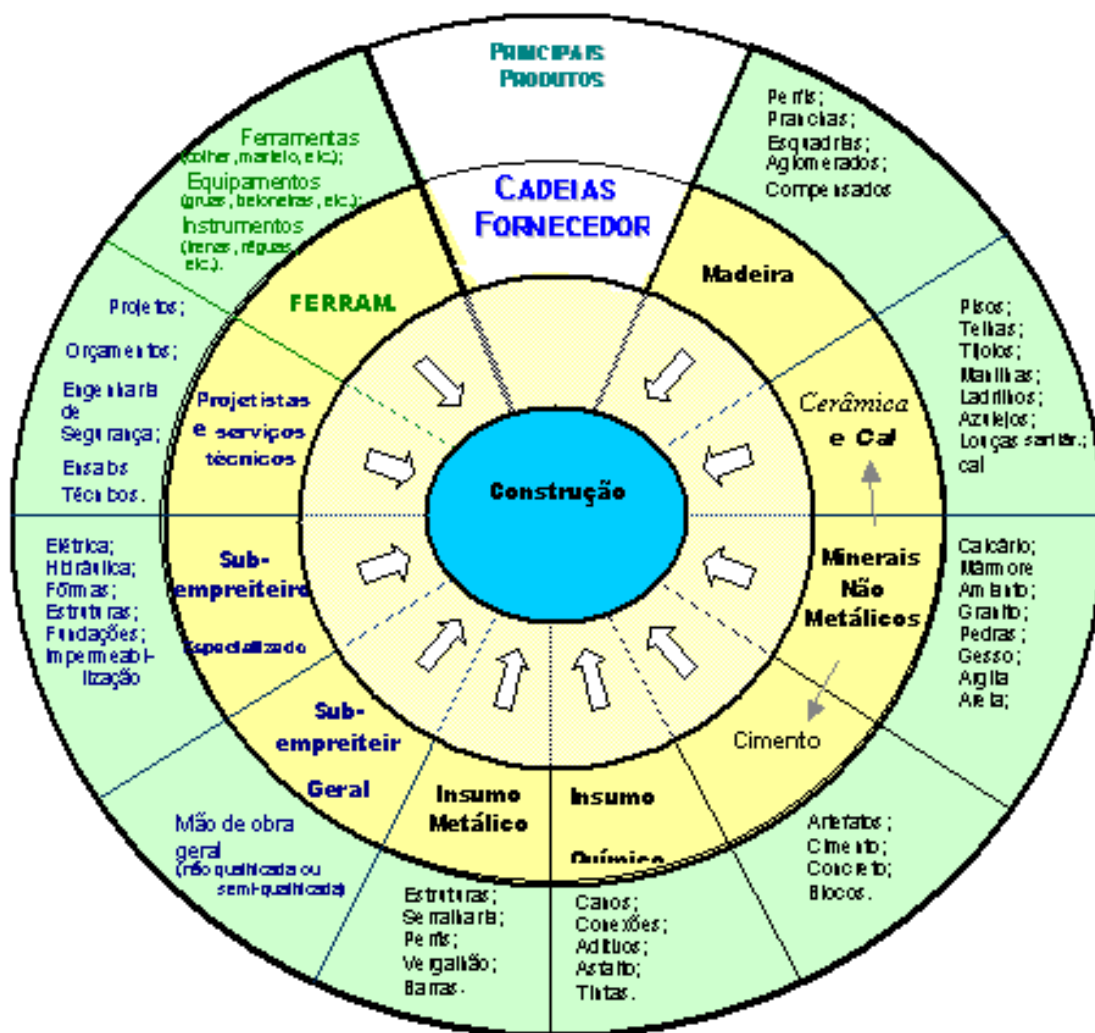 PRINCIPAIS
PRODUTOS
CADEIAS
FORNECEDOR
Perfis;
Pranchas;
Esquadrias;
Aglomerados;
Compensados
Madeira
Pisos;
Telhas;
Tijolos;
Manilhas;
Ladrilhos;
Azulejos;
Louças sanitár.;
cal
Cerâmica
e Cal
Calcário;
Mármore
Amianto;
Granito;
Pedras;
Gesso;
Argila
Areia;
Minerais
Não
Metálicos
Artefatos;
Cimento;
Concreto;
Blocos.
Cimento
Canos;
Conexões;
Aditivos;
Asfalto;
Tintas.
Insumo
Químico
Estruturas;
Serralharia;
Perfis;
Vergalhão;
Barras.
Insumo
Metálico
Mão de obra
geral
(não qualificada ou
semi-qualificada)
Sub-
empreiteir
Geral
Elétrica;
Hidráulica;
Fôrmas;
Estruturas;
Fundações;
Impermeabi-
lização
Sub-
empreiteiro
Especializado
Projetos;
Orçamentos;
Engenharia
de
Segurança;
Ensaios
Técnicos.
Projetistas
e serviços
técnicos
Ferramentas
(colher, martelo, etc.);
Equipamentos
(gruas, betoneiras, etc.);
Instrumentos
(trenas, réguas,
etc.).
FERRAM.
Construção